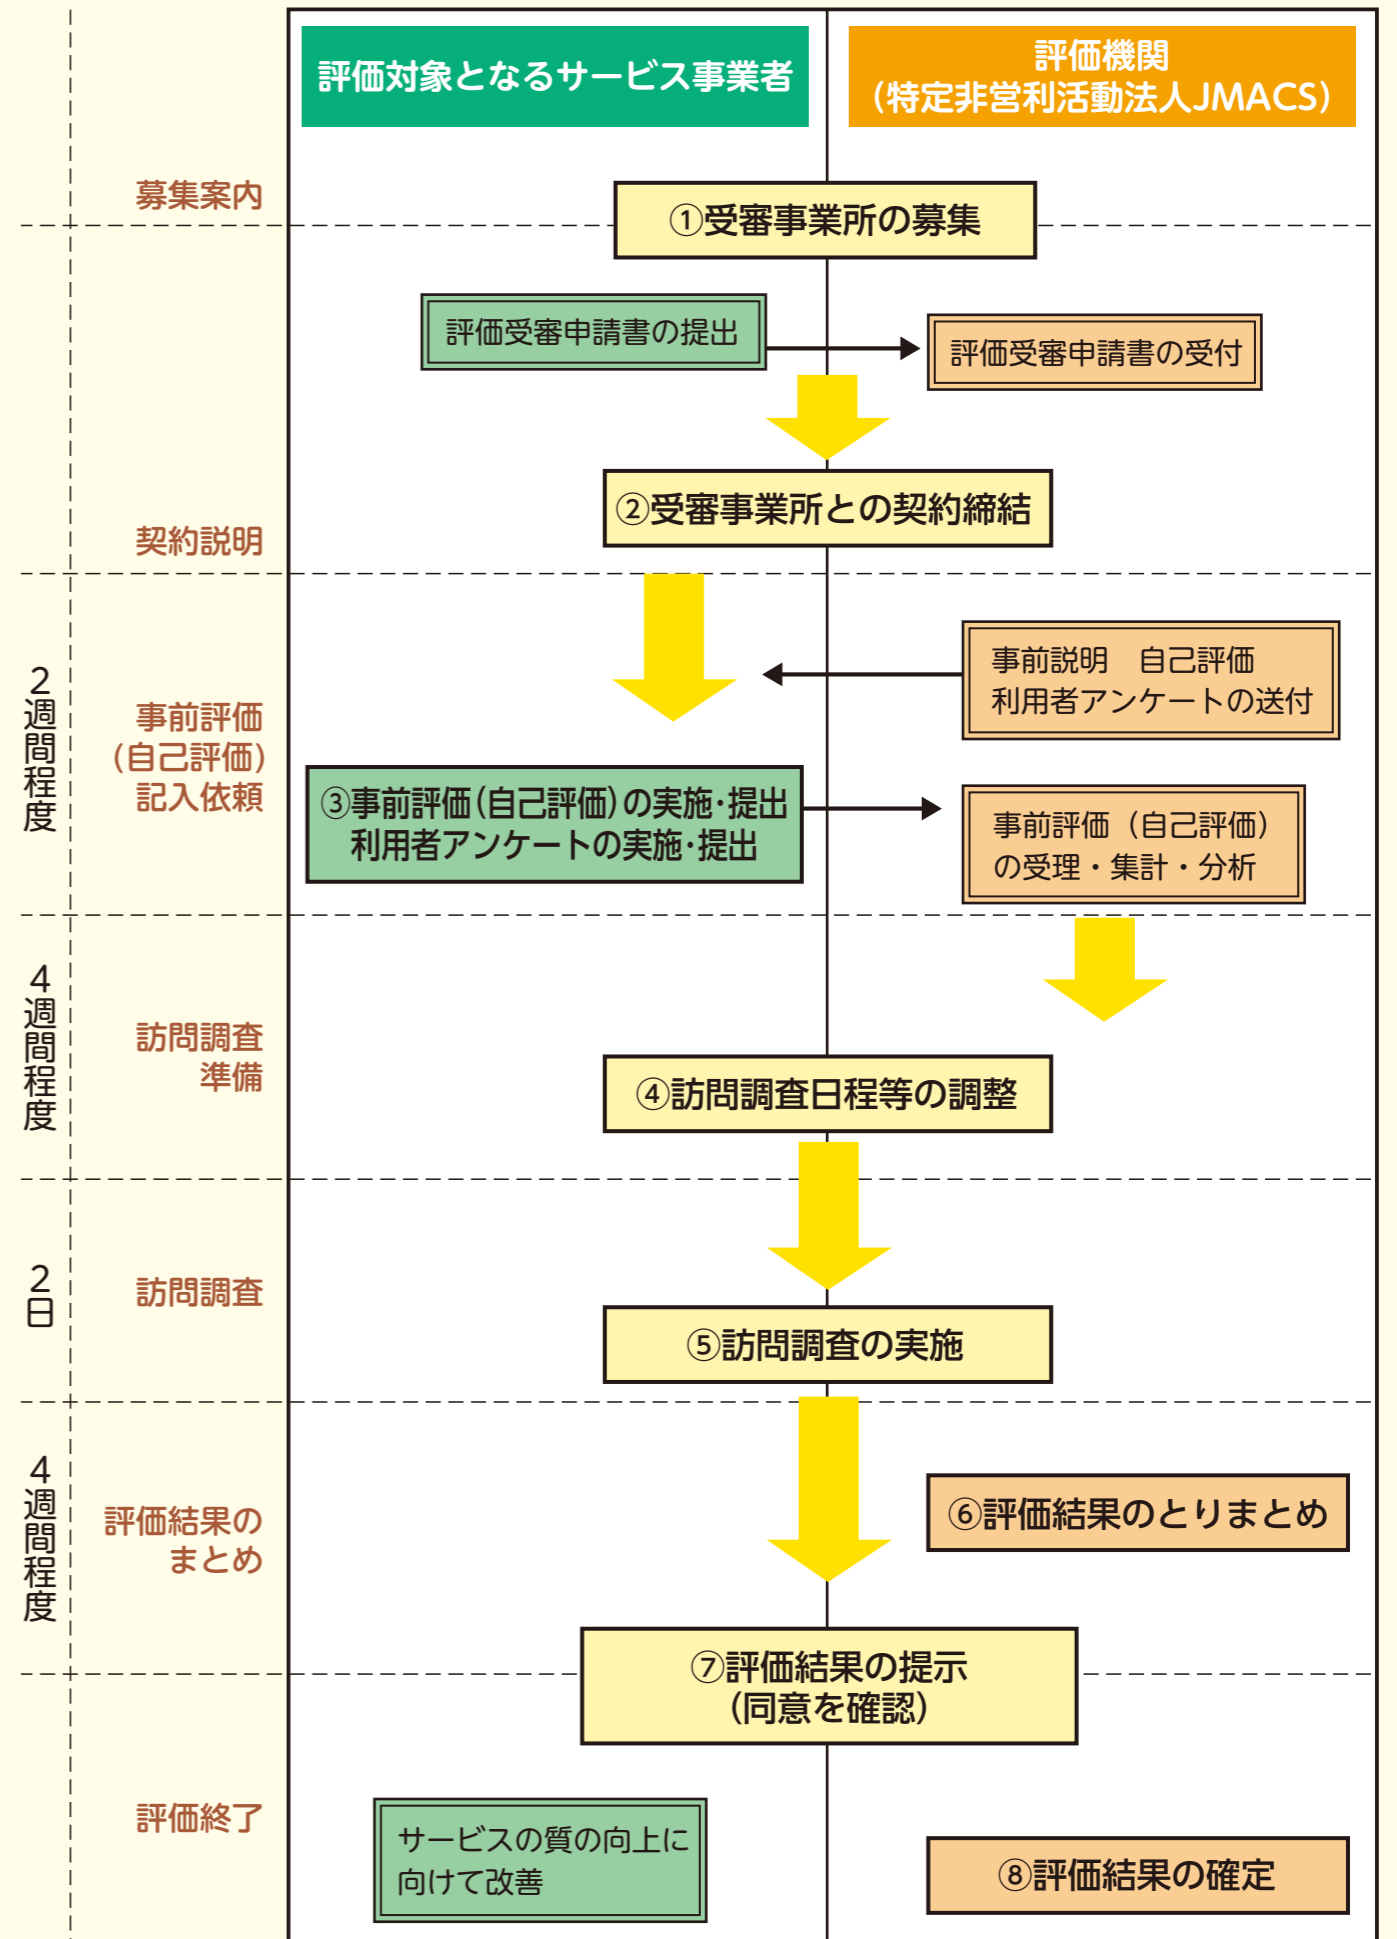 評価対象となるサービス事業者
評価機関
（特定非営利活動法人JMACS）
募集案内
①受審事業所の募集
評価受審申請書の提出
評価受審申請書の受付
②受審事業所との契約締結
契約説明
2週間程度
事前評価
(自己評価)
記入依頼
事前説明　自己評価
利用者アンケートの送付
③事前評価（自己評価）の実施・提出
利用者アンケートの実施・提出
事前評価（自己評価）
の受理・集計・分析
4週間程度
訪問調査
準備
④訪問調査日程等の調整
2日
訪問調査
⑤訪問調査の実施
4週間程度
評価結果の
まとめ
⑥評価結果のとりまとめ
⑦評価結果の提示
（同意を確認）
評価終了
サービスの質の向上に
向けて改善
⑧評価結果の確定